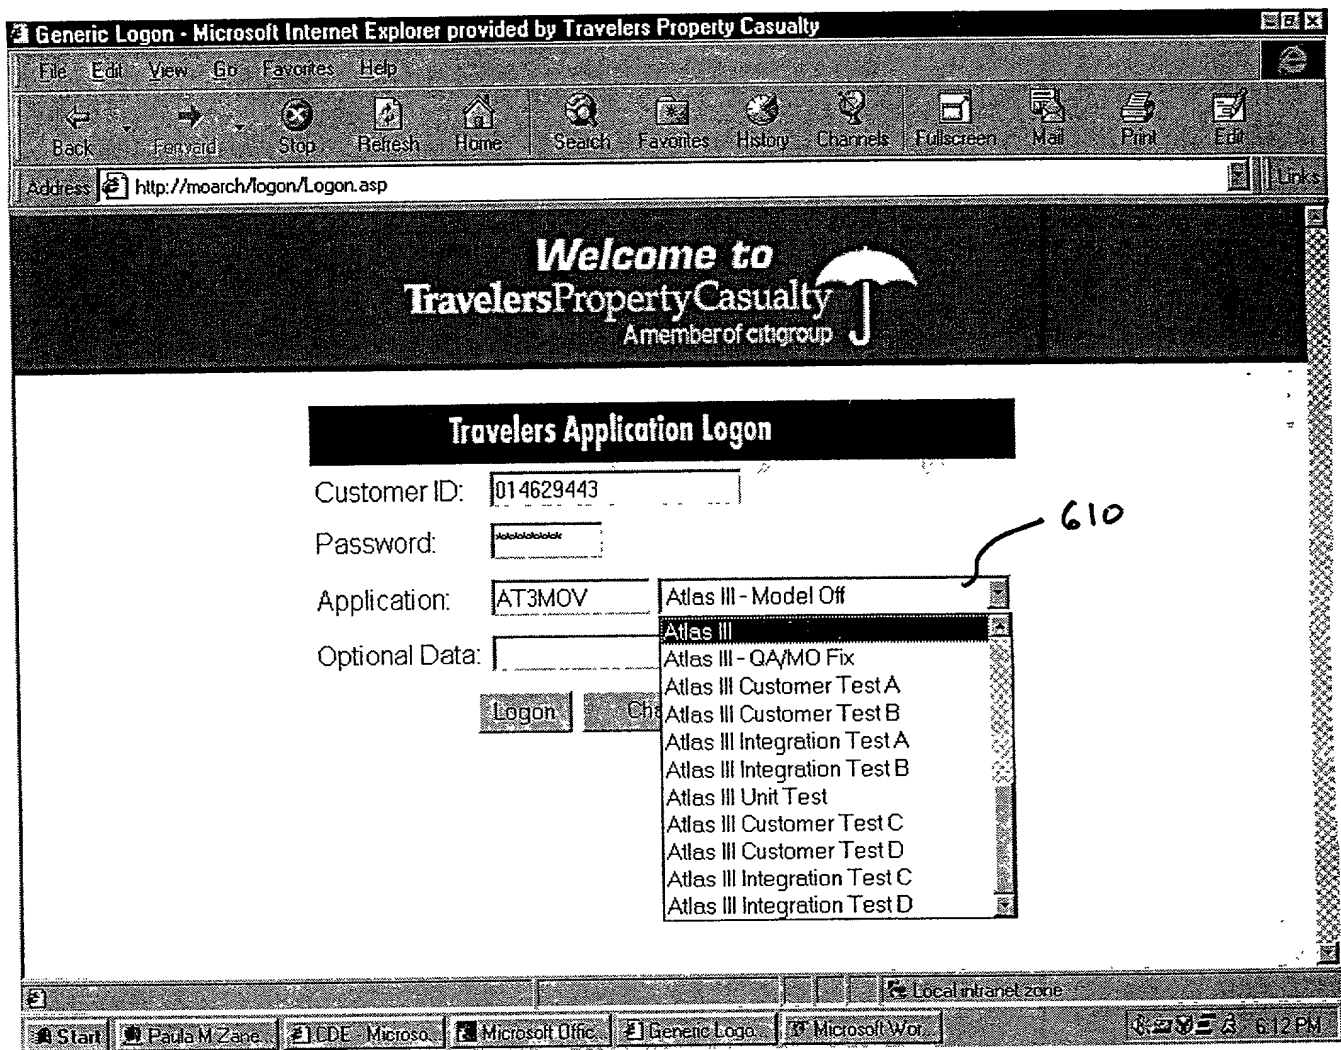 Generic Logon - Microsoft Internet Explorer provided by Travelers Property Casualty
File Edit View Go Favorites Help
Back Forward Stop Refresh Home Search Favorites History Channels Fullscreen Mail Print Edit
Address http://moarch/logon/Logon.asp Links
Welcome to
TravelersPropertyCasualty
A member of citigroup
Travelers Application Logon
Customer ID: 014629443
610
Password: *********
Application: AT3MOV Atlas III - Model Off
Optional Data:
Logon Cha
Atlas III
Atlas III - QA/MO Fix
Atlas III Customer Test A
Atlas III Customer Test B
Atlas III Integration Test A
Atlas III Integration Test B
Atlas III Unit Test
Atlas III Customer Test C
Atlas III Customer Test D
Atlas III Integration Test C
Atlas III Integration Test D
Local intranet zone
Start Paula M Zane... CDE - Microso... Microsoft Offic... Generic Logo... Microsoft Wor... 6:12 PM